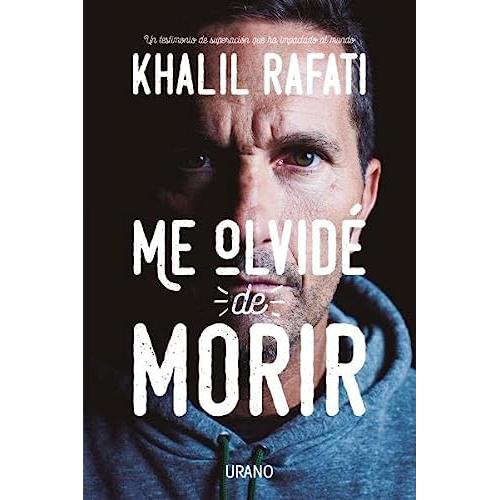 Un testimonio de superación que ha impactado al mundo
KHALIL RAFATI
ME OLVIDÉ
de
MORIR
URANO